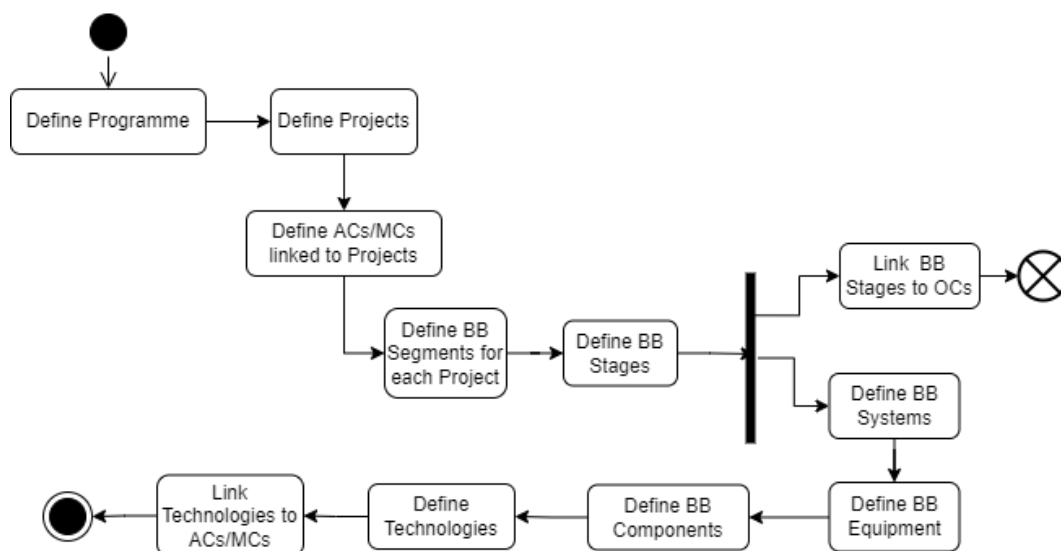 Define Programme
Define Projects
Define ACs/MCs
linked to Projects
Define BB
Segments for
each Project
Define BB
Stages
Link BB
Stages to OCs
Define BB
Systems
Define BB
Equipment
Define BB
Components
Define
Technologies
Link
Technologies to
ACs/MCs